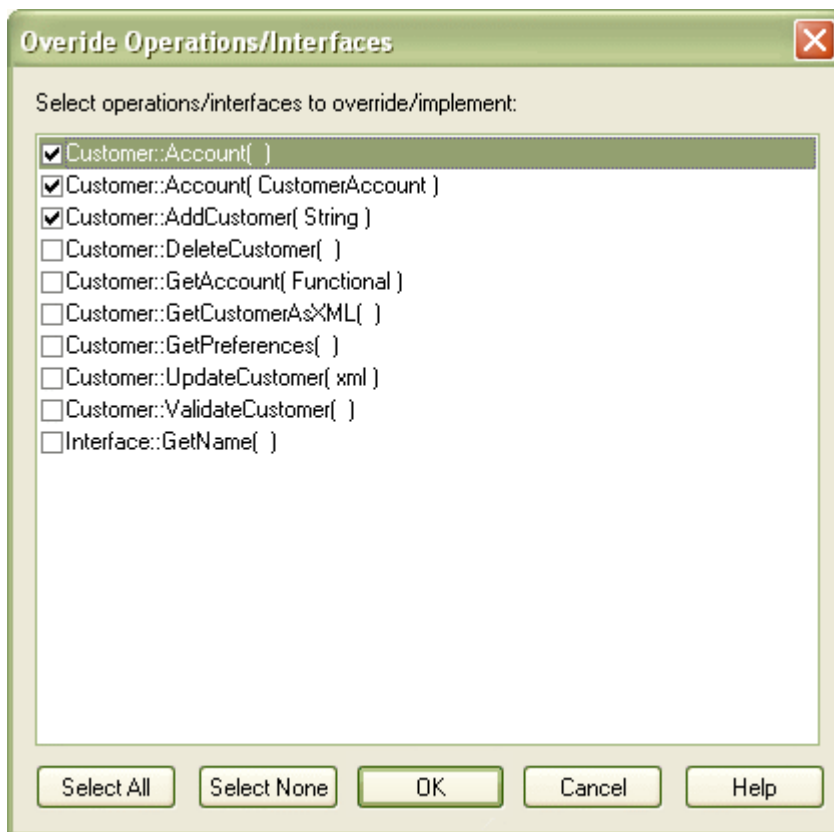 Overide Operations/Interfaces
Select operations/interfaces to override/implement:
Customer::Account( )
Customer::Account( CustomerAccount )
Customer::AddCustomer( String )
Customer::DeleteCustomer( )
Customer::GetAccount( Functional )
Customer::GetCustomerAsXML( )
Customer::GetPreferences( )
Customer::UpdateCustomer( xml )
Customer::ValidateCustomer( )
Interface::GetName( )
Select All Select None OK Cancel Help